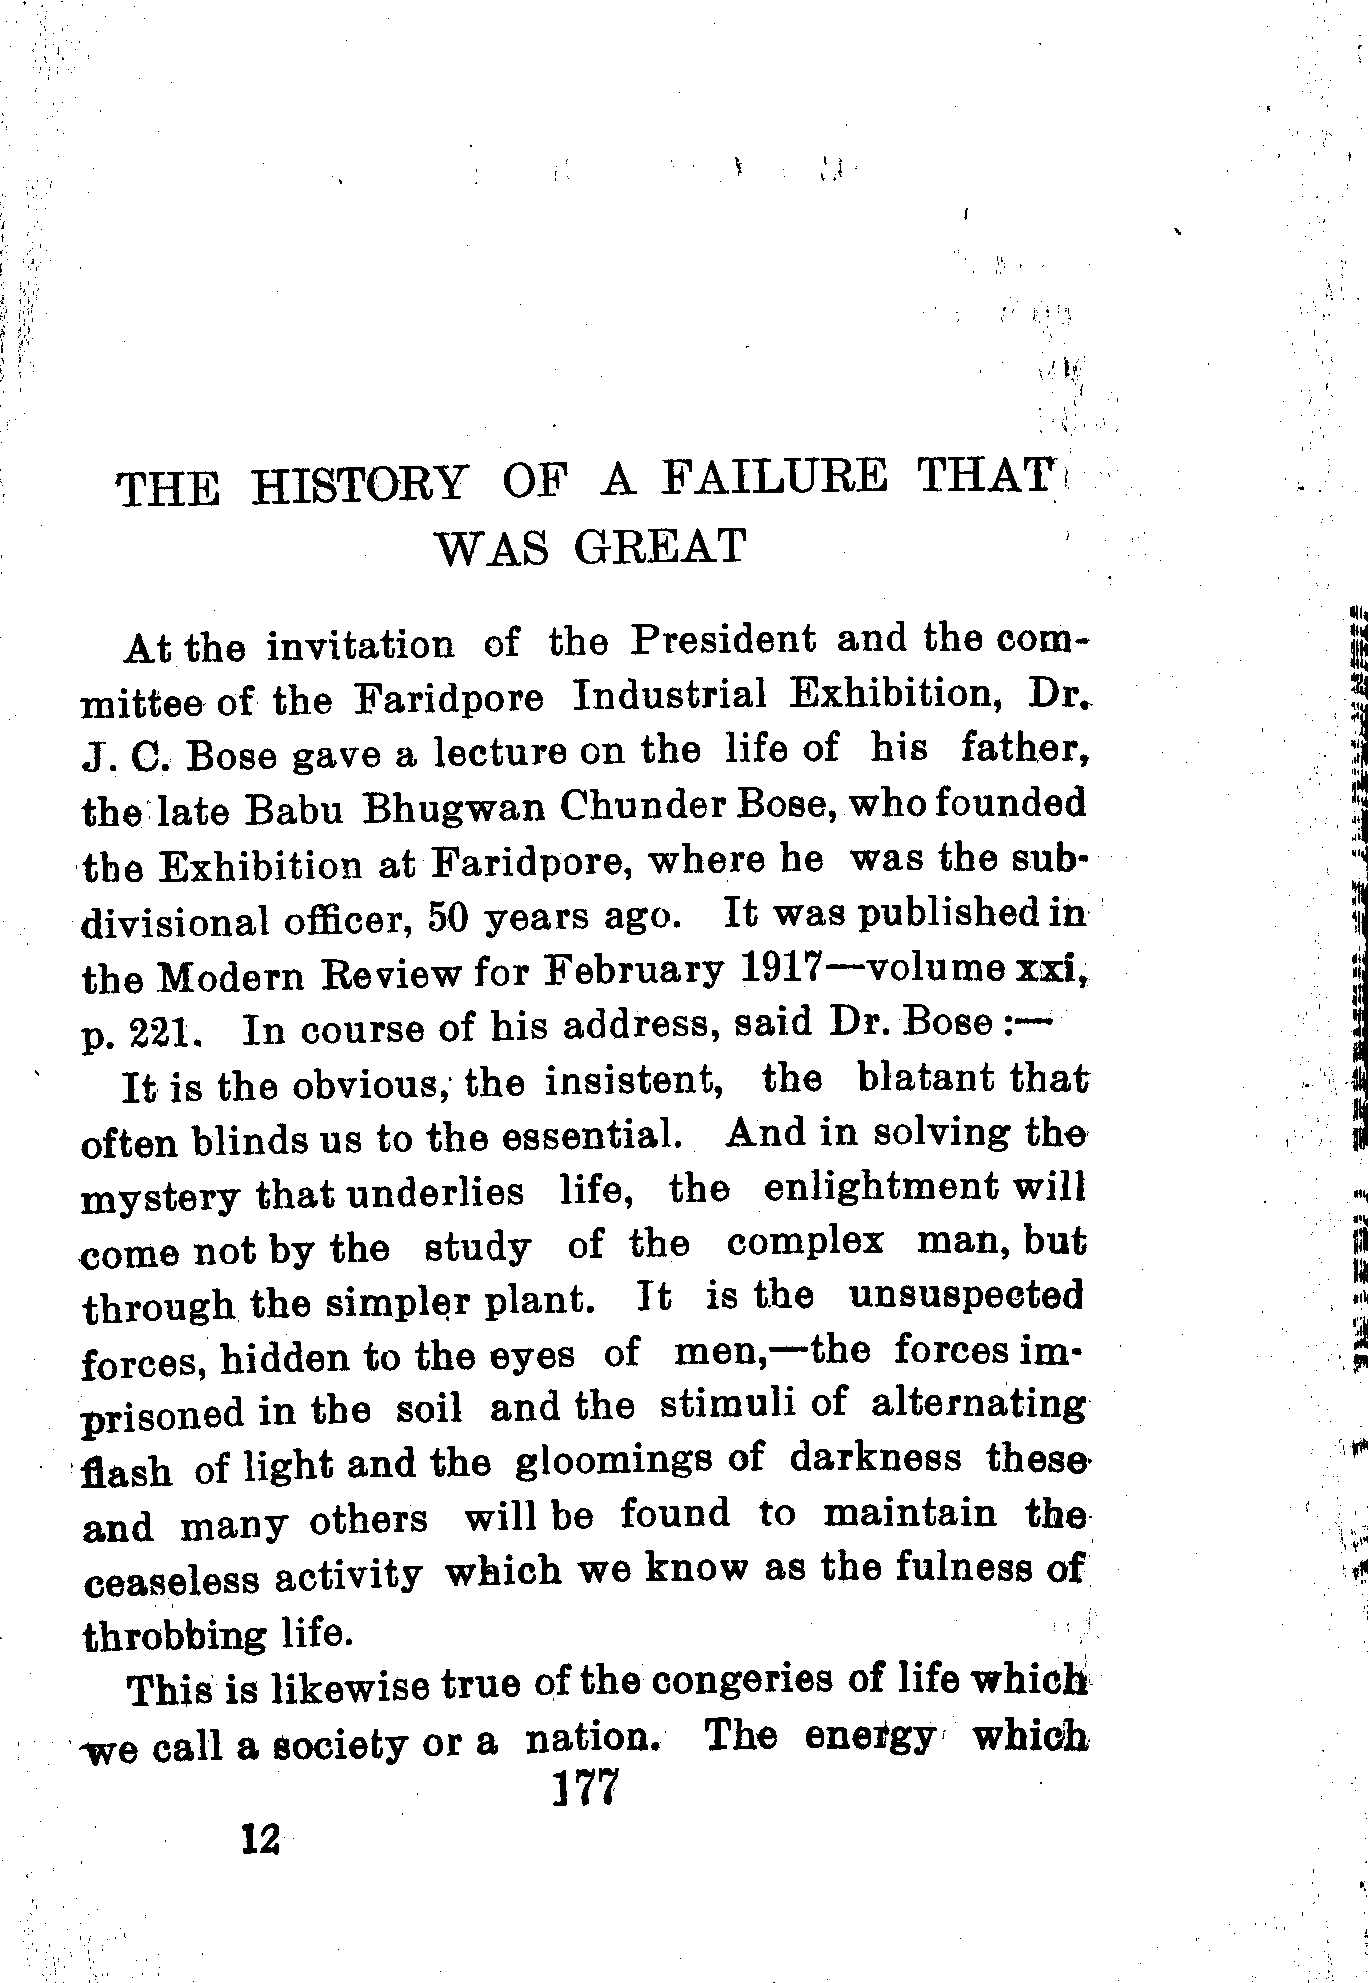 THE HISTORY OF A FAILURE THAT
WAS GREAT
At the invitation of the President and the com-
mittee of the Faridpore Industrial Exhibition, Dr.
J. C. Bose gave a lecture on the life of his father,
the late Babu Bhugwan Chunder Bose, who founded
the Exhibition at Faridpore, where he was the sub-
divisional officer, 50 years ago. It was published in
the Modern Review for February 1917—volume xxi,
p. 221. In course of his address, said Dr. Bose :—
It is the obvious, the insistent, the blatant that
often blinds us to the essential. And in solving the
mystery that underlies life, the enlightment will
come not by the study of the complex man, but
through the simpler plant. It is the unsuspected
forces, hidden to the eyes of men,—the forces im-
prisoned in the soil and the stimuli of alternating
flash of light and the gloomings of darkness these
and many others will be found to maintain the
ceaseless activity which we know as the fulness of
throbbing life.
This is likewise true of the congeries of life which
we call a society or a nation. The energy which
177
12